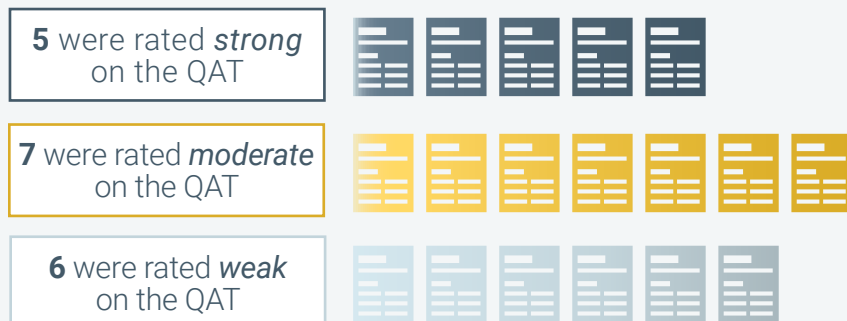 5 were rated strong
on the QAT
7 were rated moderate
on the QAT
6 were rated weak
on the QAT